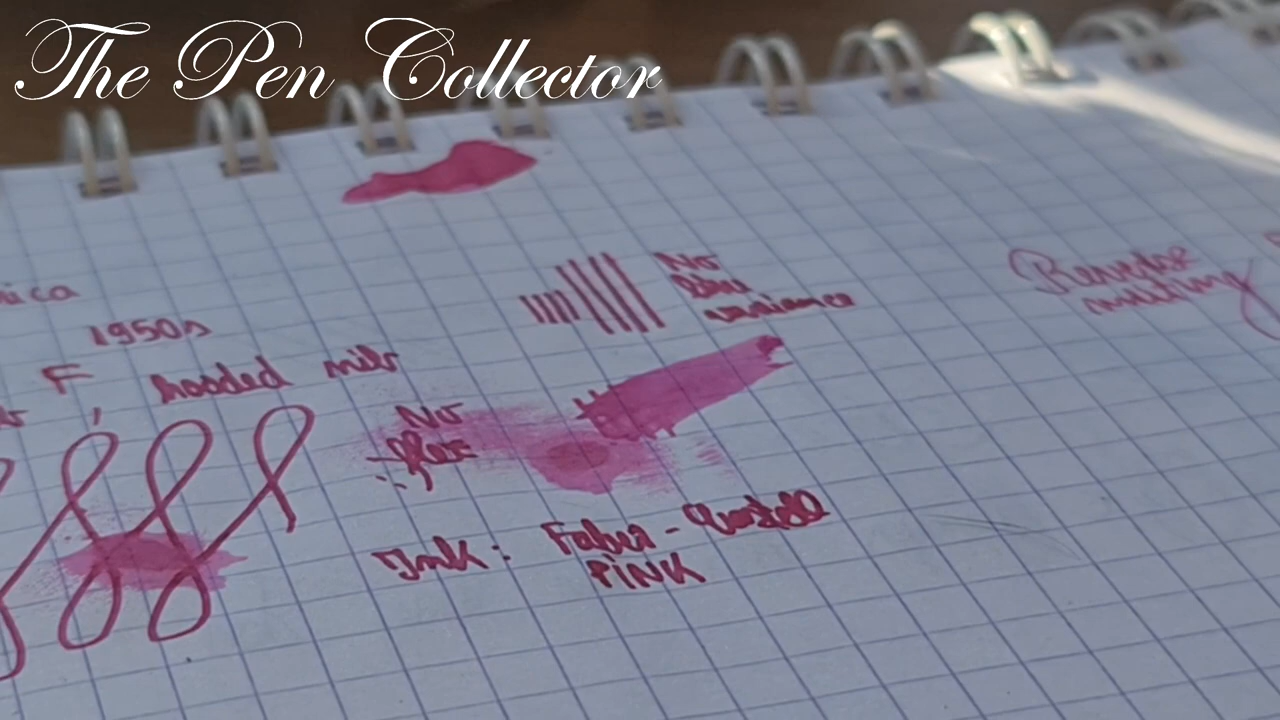 The Pen Collector
1950s
F hooded nib
No
line
variance
Reverse
writing
No
flex
:(
Ink: Faber-Castell
PINK